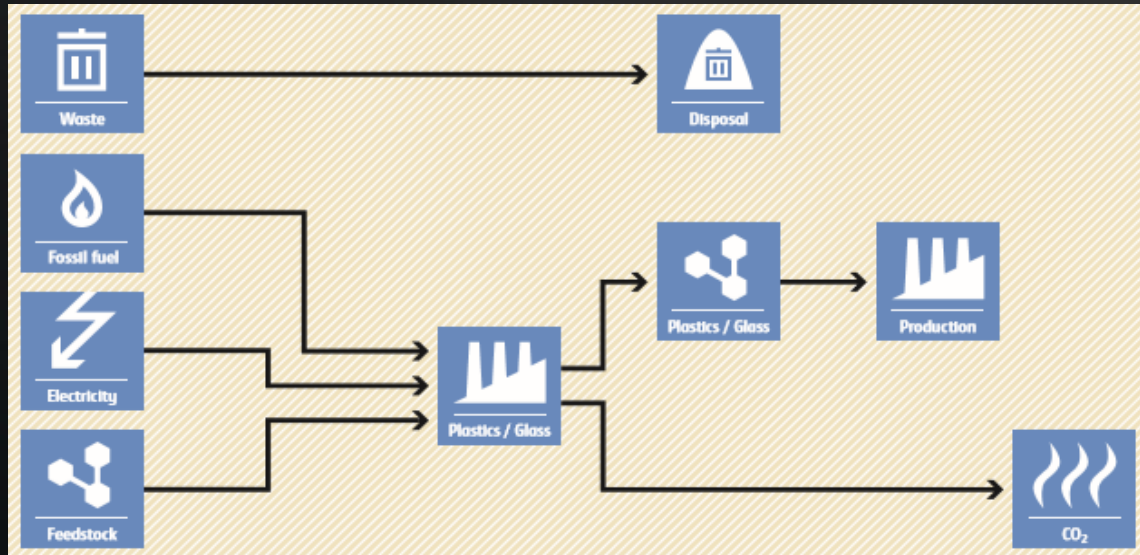 Waste
Disposal
Fossil fuel
Plastics / Glass
Production
Electricity
Plastics / Glass
Feedstock
CO₂